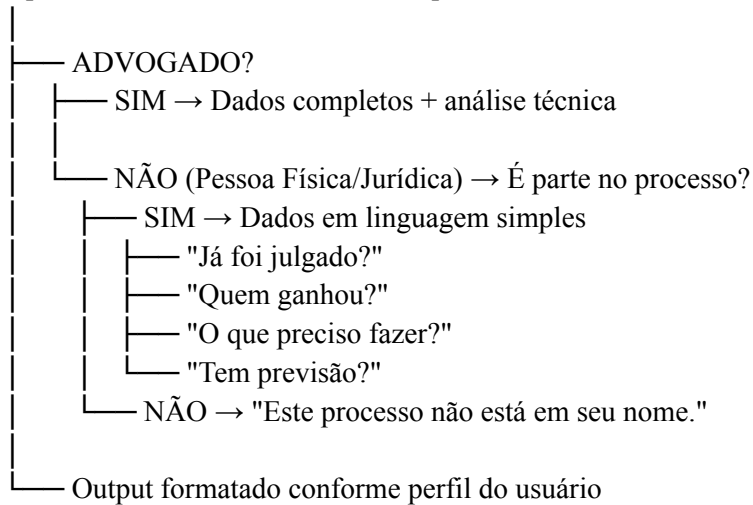 ADVOGADO?
SIM → Dados completos + análise técnica
NÃO (Pessoa Física/Jurídica) → É parte no processo?
SIM → Dados em linguagem simples
"Já foi julgado?"
"Quem ganhou?"
"O que preciso fazer?"
"Tem previsão?"
NÃO → "Este processo não está em seu nome."
Output formatado conforme perfil do usuário